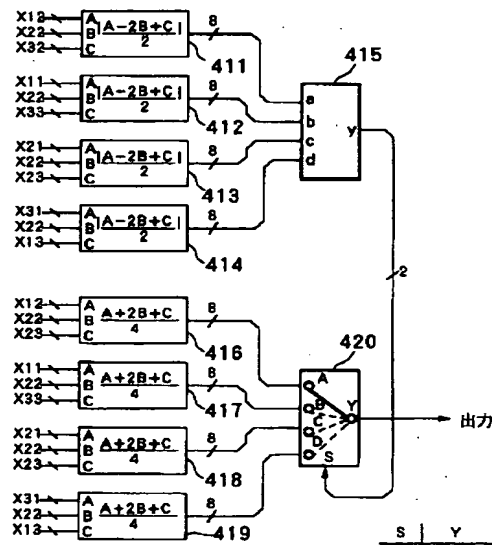 X12 A |A−2B+C| 8
X22 B 2
X32 C 411
415
X11 A |A−2B+C| 8
X22 B 2
X33 C 412
a
b
c
d
y
X21 A |A−2B+C| 8
X22 B 2
X23 C 413
X31 A |A−2B+C| 8
X22 B 2
X13 C 414
2
X12 A A+2B+C 8
X22 B 4
X23 C 416
420
X11 A A+2B+C 8
X22 B 4
X33 C 417
A
B
C
D
S
Y
出力
X21 A A+2B+C 8
X22 B 4
X23 C 418
X31 A A+2B+C 8
X22 B 4
X13 C 419
S Y